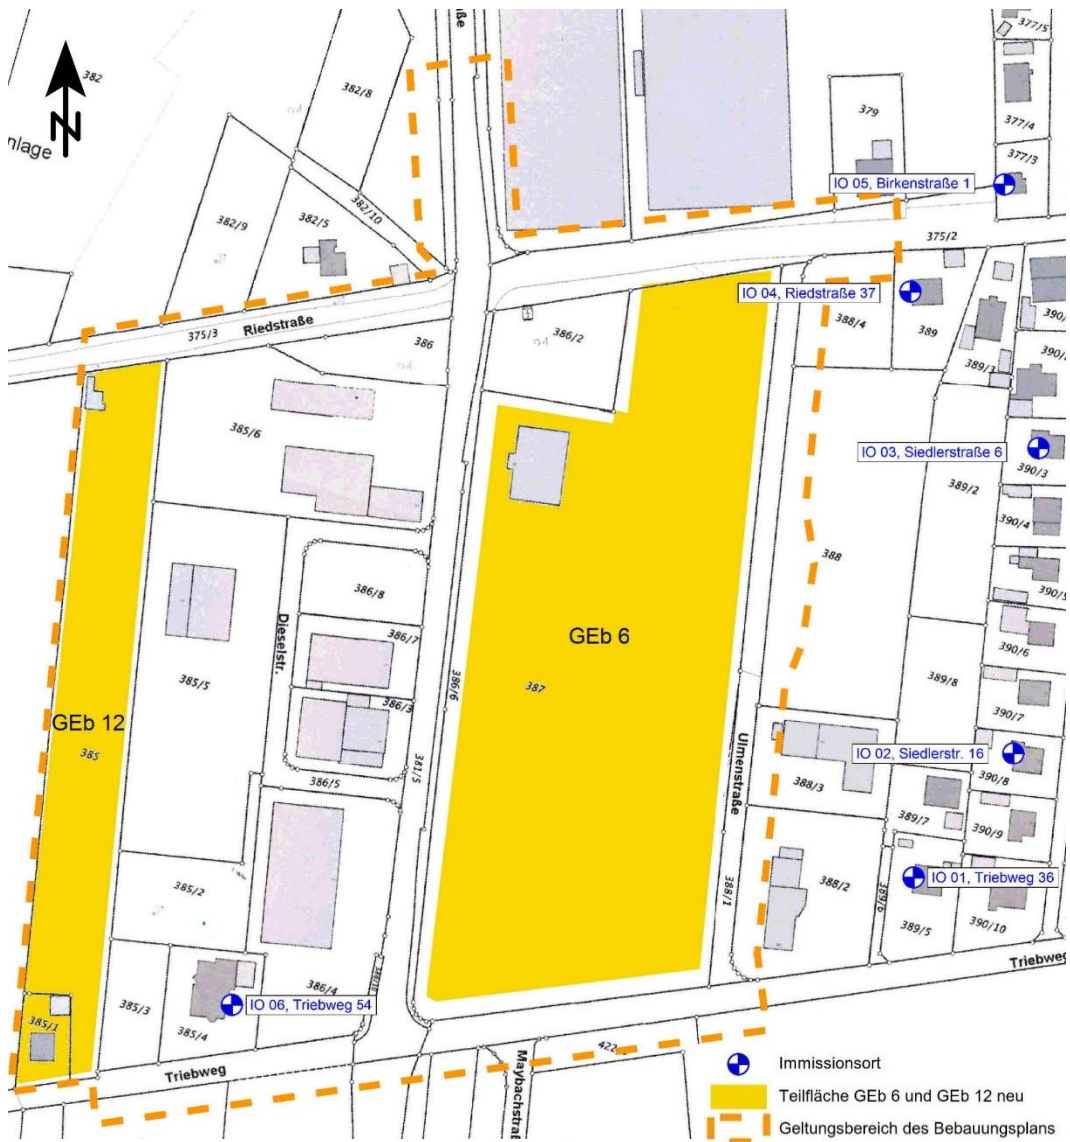 377/5
382
382/8
N
nlage
379
377/4
377/3
IO 05, Birkenstraße 1
382/10
382/9
382/5
375/2
IO 04, Riedstraße 37
Riedstraße
375/3
386/2
388/4
389
386
389/3
385/6
IO 03, Siedlerstraße 6
390/3
389/2
390/4
388
386/8
Dieselstr.
386/7
GEb 6
390/6
385/5
386/6
387
386/3
389/8
390/7
GEb 12
385
381/5
Ulmenstraße
IO 02, Siedlerstr. 16
390/8
386/5
388/3
389/7
390/9
385/2
388/1
388/2
389/6
IO 01, Triebweg 36
389/5
390/10
Triebweg
385/1
385/3
385/4
IO 06, Triebweg 54
386/4
Triebweg
422
Immissionsort
Teilfläche GEb 6 und GEb 12 neu
Geltungsbereich des Bebauungsplans